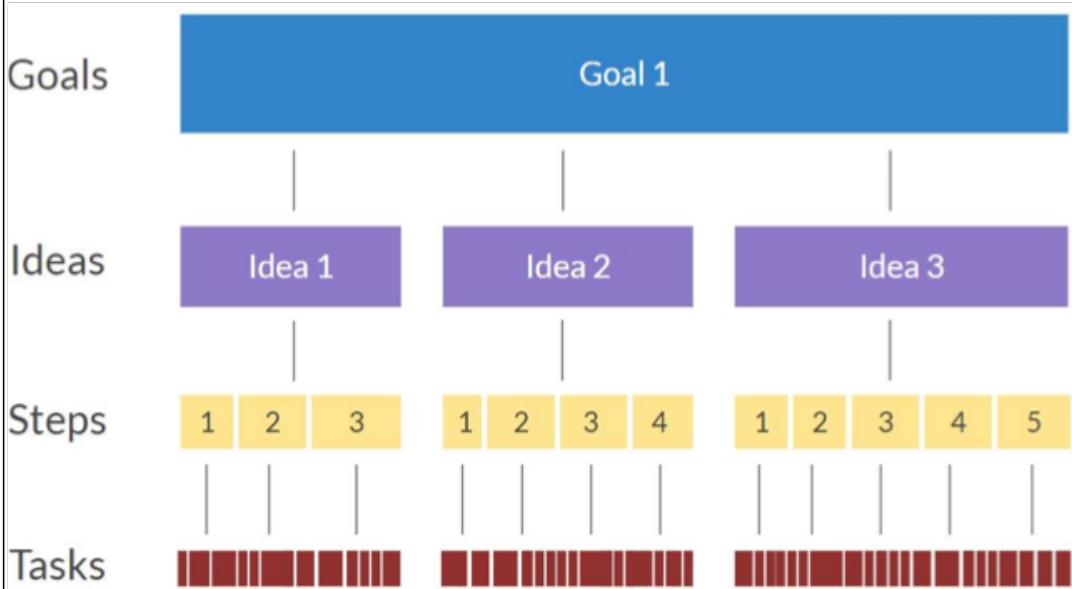 Goals
Goal 1
Ideas
Idea 1 Idea 2 Idea 3
Steps
1 2 3 1 2 3 4 1 2 3 4 5
Tasks